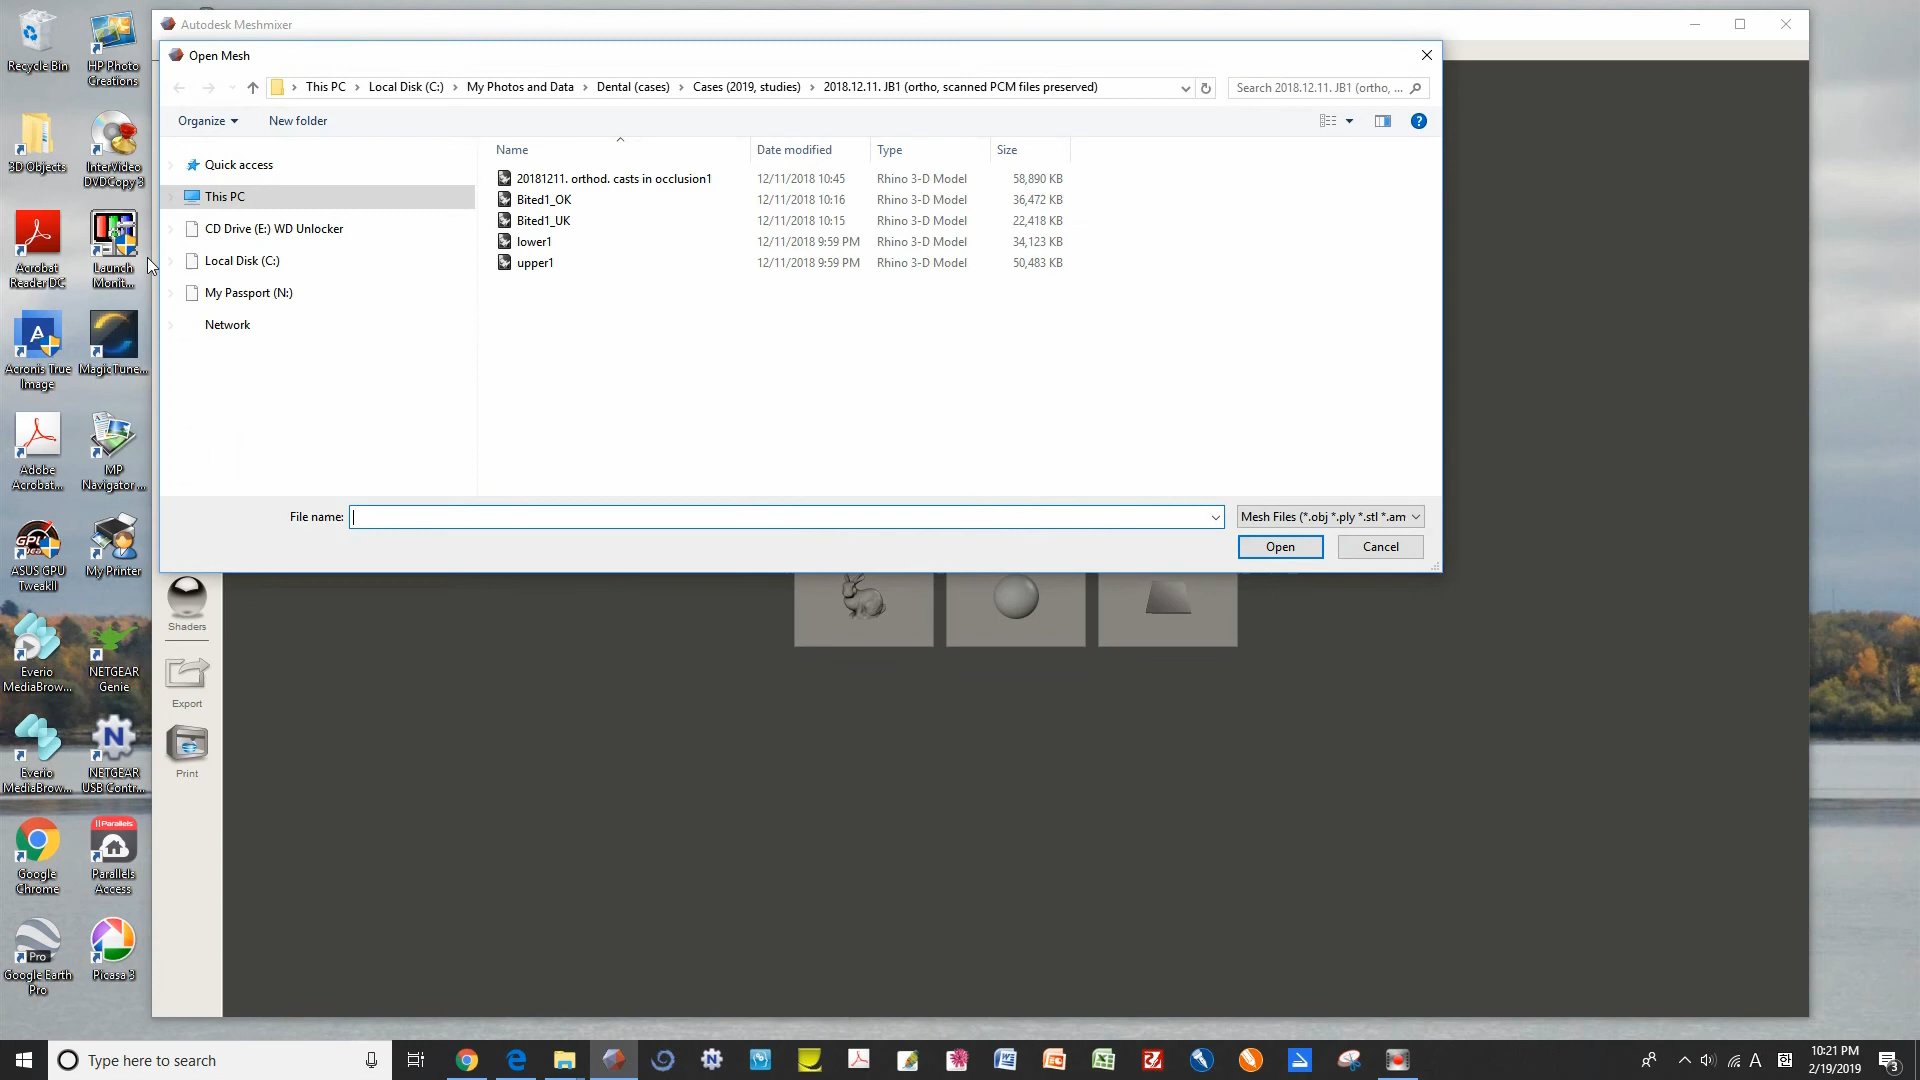 Autodesk Meshmixer
Open Mesh
This PC > Local Disk (C:) > My Photos and Data > Dental (cases) > Cases (2019, studies) > 2018.12.11. JB1 (ortho, scanned PCM files preserved)
Search 2018.12.11. JB1 (ortho, ...
Organize
New folder
Name
Date modified
Type
Size
Quick access
This PC
CD Drive (E:) WD Unlocker
Local Disk (C:)
My Passport (N:)
Network
20181211. orthod. casts in occlusion1 12/11/2018 10:45 Rhino 3-D Model 58,890 KB
Bited1_OK 12/11/2018 10:16 Rhino 3-D Model 36,472 KB
Bited1_UK 12/11/2018 10:15 Rhino 3-D Model 22,418 KB
lower1 12/11/2018 9:59 PM Rhino 3-D Model 34,123 KB
upper1 12/11/2018 9:59 PM Rhino 3-D Model 50,483 KB
File name:
Mesh Files (*.obj *.ply *.stl *.am
Open
Cancel
Shaders
Export
Print
Recycle Bin
HP Photo
Creations
3D Objects
InterVideo
DVDCopy 3
Acrobat
Reader DC
Launch
Monit...
Acronis True
Image
MagicTune...
Adobe
Acrobat...
MP
Navigator ...
ASUS GPU
TweakII
My Printer
Everio
MediaBrow...
NETGEAR
Genie
Everio
MediaBrow...
NETGEAR
USB Contr...
Google
Chrome
Parallels
Parallels
Access
Pro
Google Earth
Pro
Picasa 3
Type here to search
A
10:21 PM
2/19/2019
3